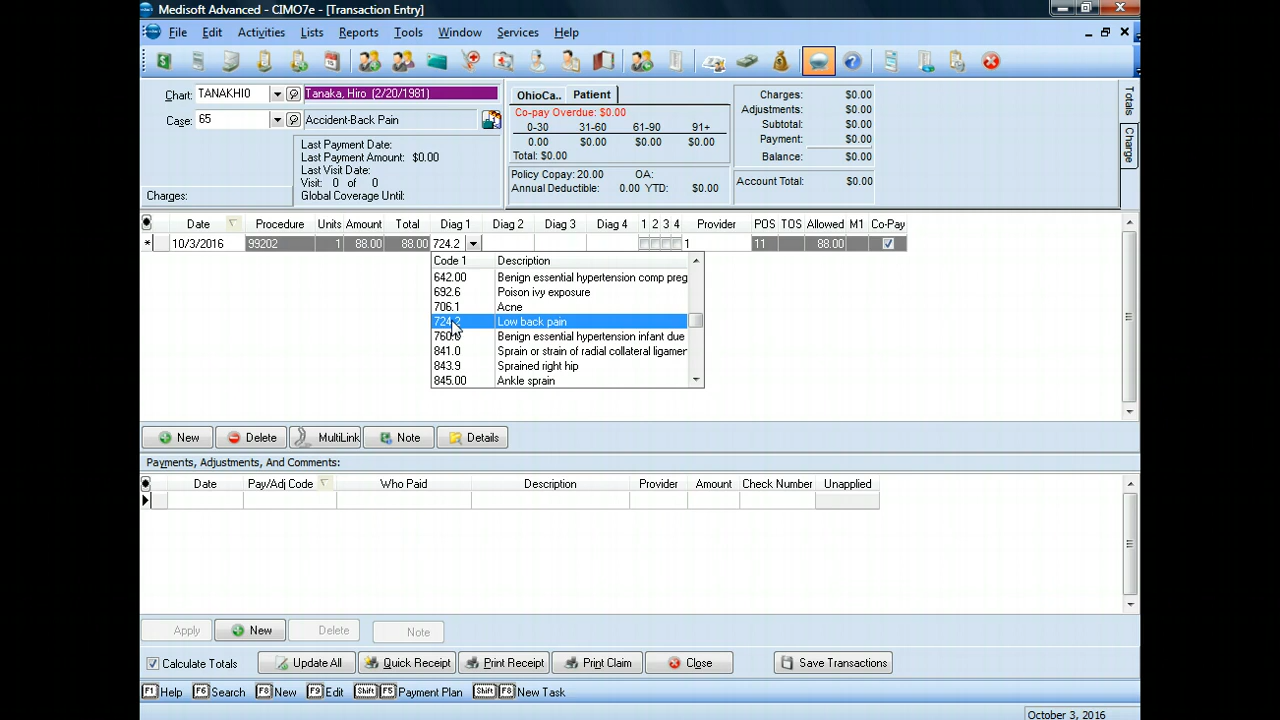 Medisoft Advanced - CIMO7e - [Transaction Entry]
File Edit Activities Lists Reports Tools Window Services Help
Chart: TANAKHI0 Tanaka, Hiro (2/20/1981)
Case: 65 Accident-Back Pain
Last Payment Date:
Last Payment Amount: $0.00
Last Visit Date:
Visit: 0 of 0
Global Coverage Until:
Charges:
OhioCa.. Patient
Co-pay Overdue: $0.00
0-30 31-60 61-90 91+
0.00 $0.00 $0.00 $0.00
Total: $0.00
Policy Copay: 20.00 OA:
Annual Deductible: 0.00 YTD: $0.00
Charges: $0.00
Adjustments: $0.00
Subtotal: $0.00
Payment: $0.00
Balance: $0.00
Account Total: $0.00
Totals
Charge
Date Procedure Units Amount Total Diag 1 Diag 2 Diag 3 Diag 4 1 2 3 4 Provider POS TOS Allowed M1 Co-Pay
10/3/2016 99202 1 88.00 88.00 724.2 1 11 88.00
Code 1 Description
642.00 Benign essential hypertension comp preg
692.6 Poison ivy exposure
706.1 Acne
724.2 Low back pain
760.0 Benign essential hypertension infant due
841.0 Sprain or strain of radial collateral ligamer
843.9 Sprained right hip
845.00 Ankle sprain
New Delete MultiLink Note Details
Payments, Adjustments, And Comments:
Date Pay/Adj Code Who Paid Description Provider Amount Check Number Unapplied
Apply New Delete Note
Calculate Totals Update All Quick Receipt Print Receipt Print Claim Close Save Transactions
F1 Help F6 Search F8 New F9 Edit Shift F5 Payment Plan Shift F8 New Task
October 3, 2016